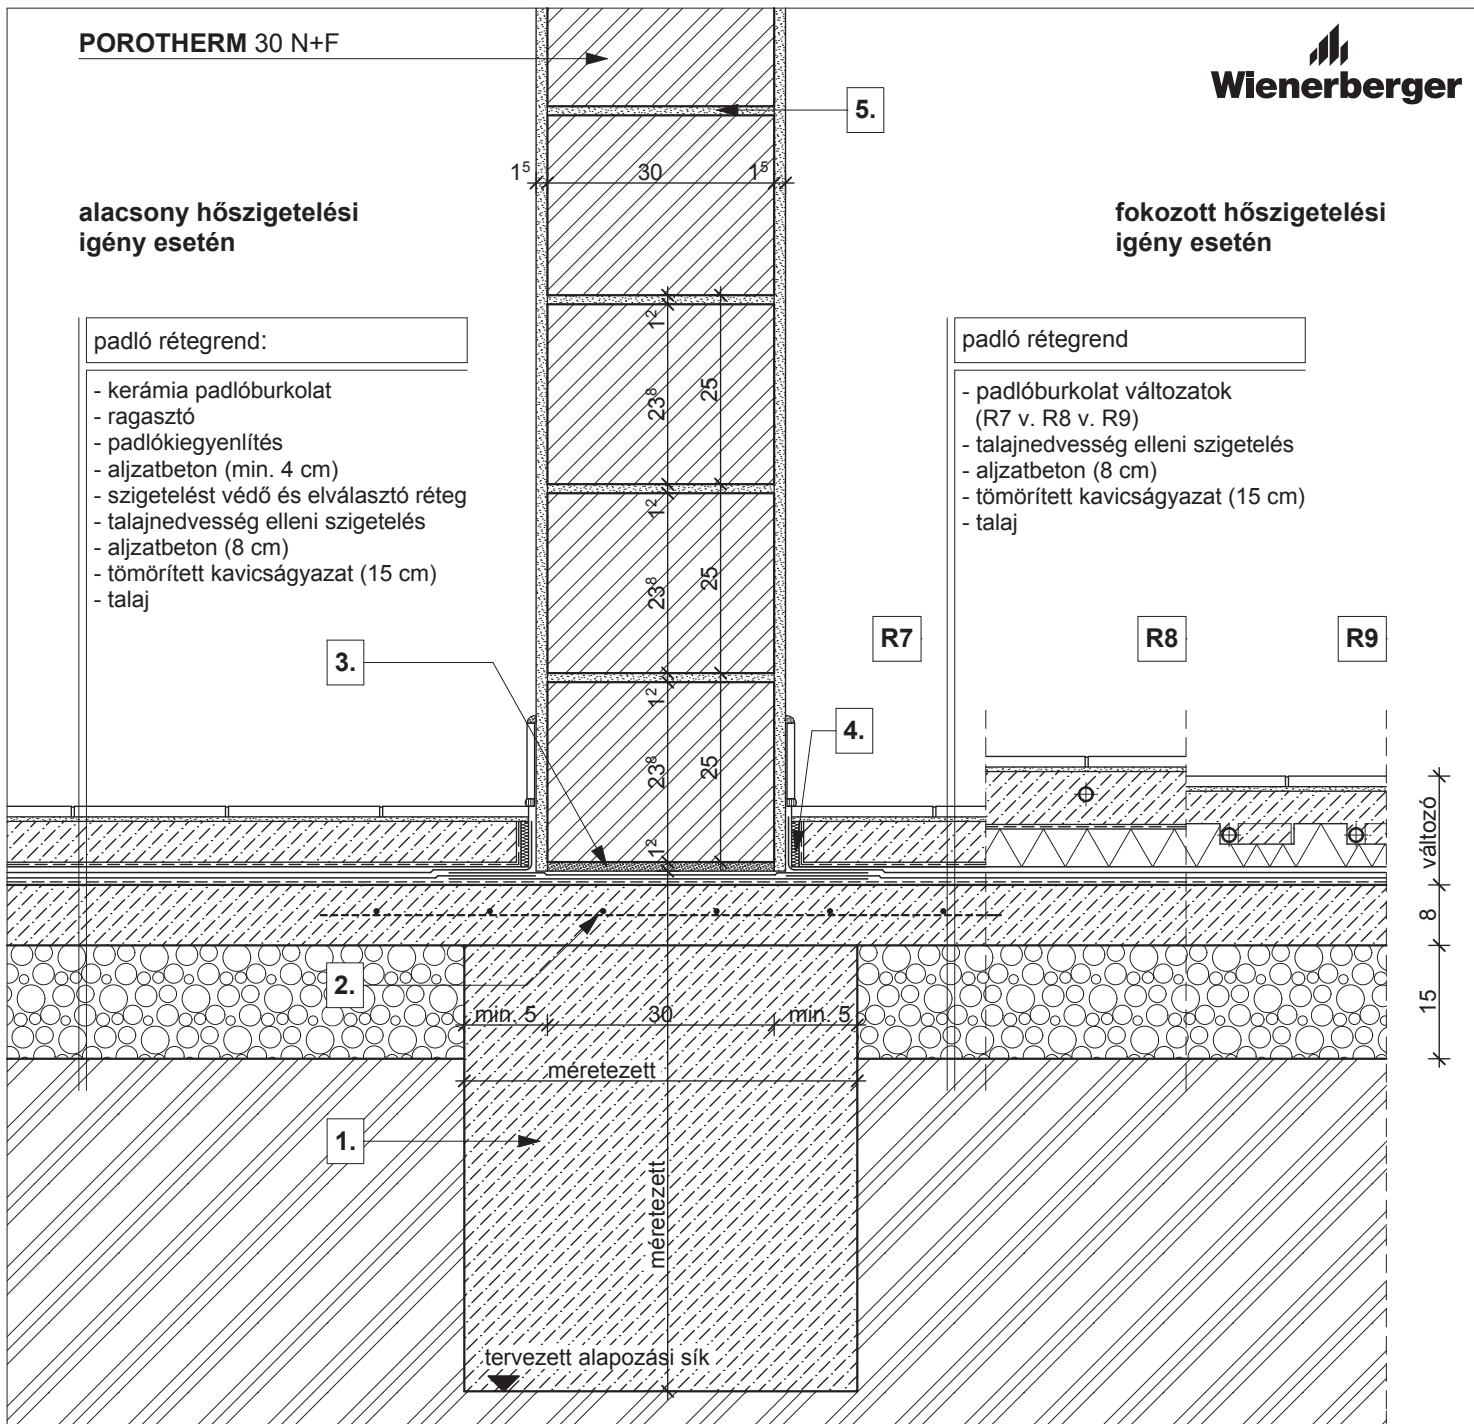 POROTHERM 30 N+F
Wienerberger
5.
1⁵ 30 1⁵
alacsony hőszigetelési
igény esetén
fokozott hőszigetelési
igény esetén
padló rétegrend:
- kerámia padlóburkolat
- ragasztó
- padlókiegyenlítés
- aljzatbeton (min. 4 cm)
- szigetelést védő és elválasztó réteg
- talajnedvesség elleni szigetelés
- aljzatbeton (8 cm)
- tömörített kavicságyazat (15 cm)
- talaj
padló rétegrend
- padlóburkolat változatok
(R7 v. R8 v. R9)
- talajnedvesség elleni szigetelés
- aljzatbeton (8 cm)
- tömörített kavicságyazat (15 cm)
- talaj
1²
23⁸ 25
1²
23⁸ 25
1²
23⁸ 25
1²
R7
R8
R9
3.
4.
változó
8
15
2.
min. 5 30 min. 5
méretezett
1.
méretezett
tervezett alapozási sík